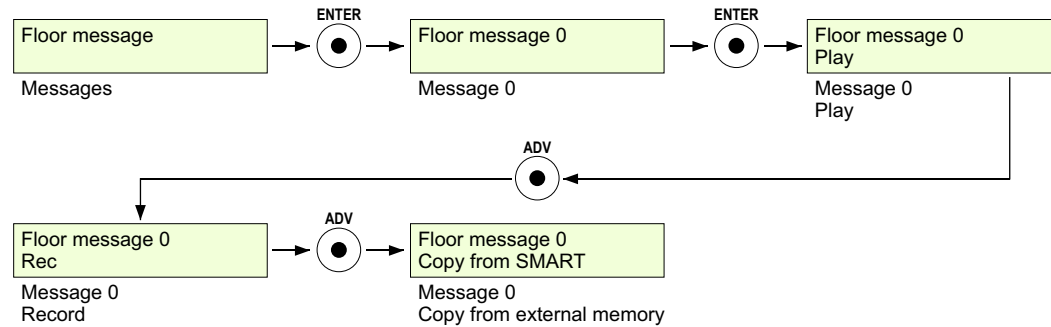 ENTER
ENTER
Floor message
Floor message 0
Floor message 0
Play
Messages
Message 0
Message 0
Play
ADV
ADV
Floor message 0
Rec
Floor message 0
Copy from SMART
Message 0
Record
Message 0
Copy from external memory